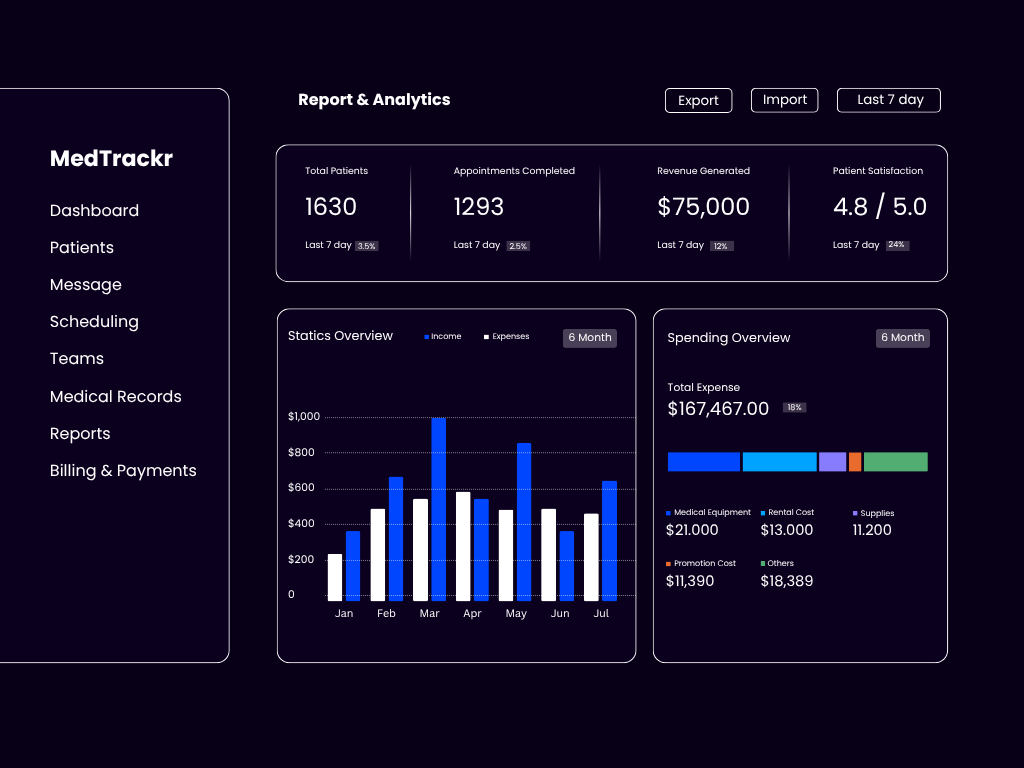 MedTrackr
Dashboard
Patients
Message
Scheduling
Teams
Medical Records
Reports
Billing & Payments
Report & Analytics
Export
Import
Last 7 day
Total Patients
1630
Last 7 day 3.5%
Appointments Completed
1293
Last 7 day 2.5%
Revenue Generated
$75,000
Last 7 day 12%
Patient Satisfaction
4.8 / 5.0
Last 7 day 24%
Statics Overview
Income
Expenses
6 Month
$1,000
$800
$600
$400
$200
0
Jan Feb Mar Apr May Jun Jul
Spending Overview
6 Month
Total Expense
$167,467.00 18%
Medical Equipment
$21.000
Rental Cost
$13.000
Supplies
11.200
Promotion Cost
$11,390
Others
$18,389